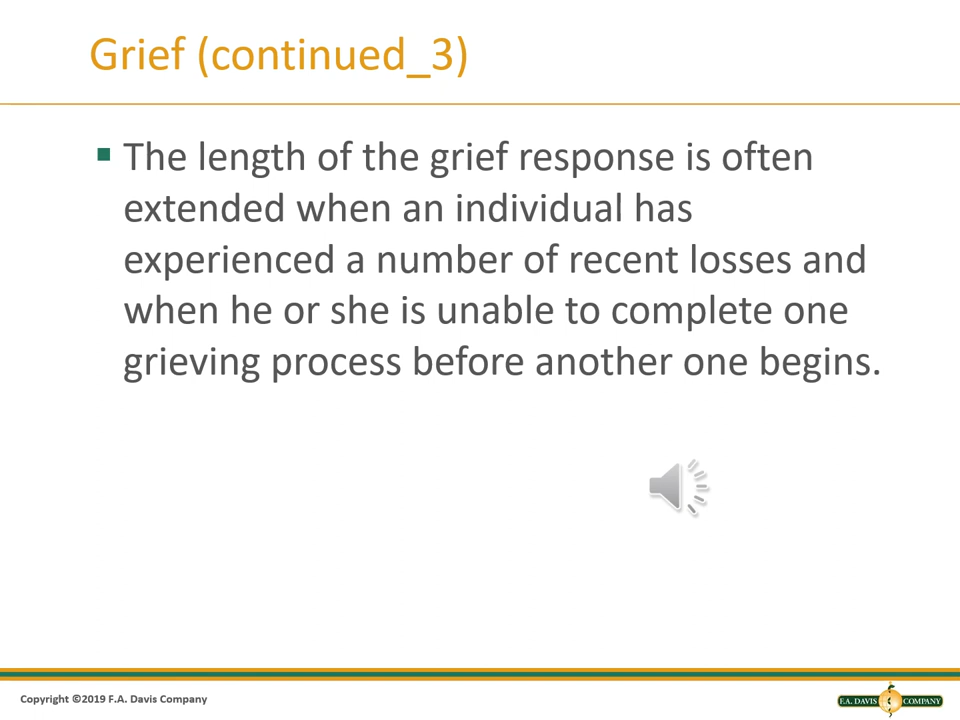 Grief (continued_3)
The length of the grief response is often
extended when an individual has
experienced a number of recent losses and
when he or she is unable to complete one
grieving process before another one begins.
Copyright ©2019 F.A. Davis Company
F.A. DAVIS COMPANY